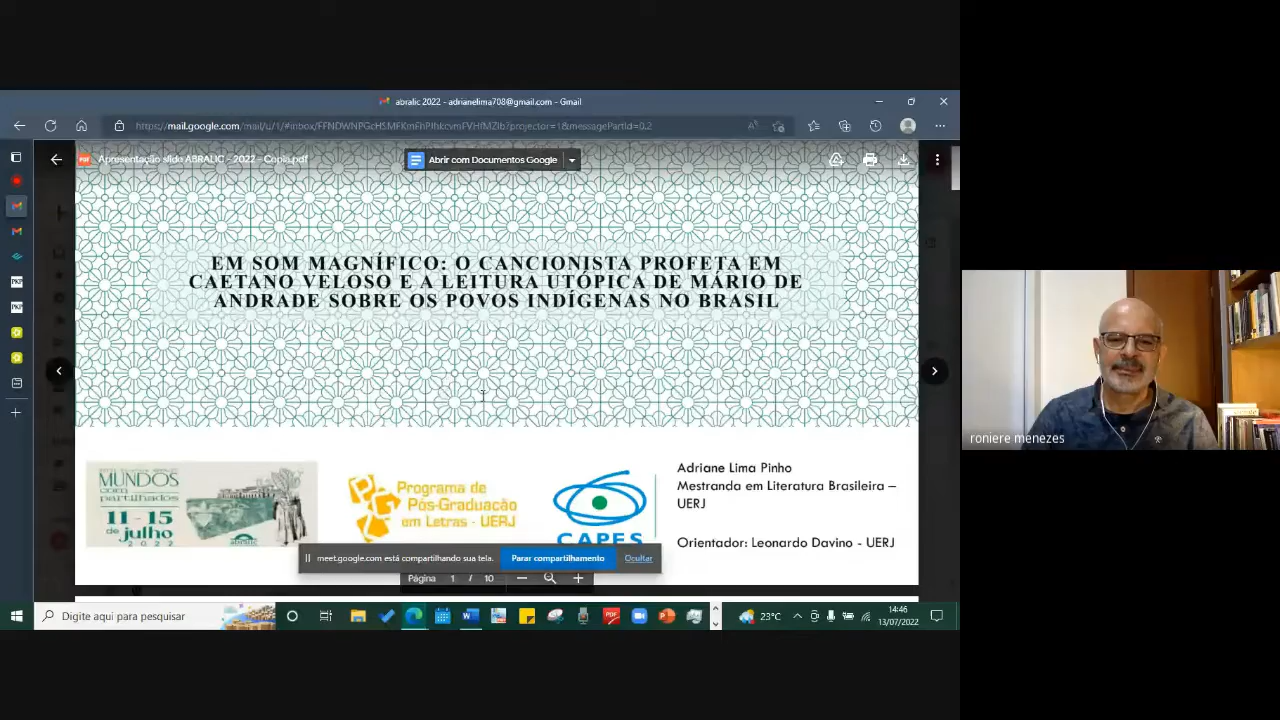 abralic 2022 - adrianelima708@gmail.com - Gmail
Apresentação slide ABRALIC - 2022 - Copia.pdf
Abrir com Documentos Google
EM SOM MAGNÍFICO: O CANCIONISTA PROFETA EM
CAETANO VELOSO E A LEITURA UTÓPICA DE MÁRIO DE
ANDRADE SOBRE OS POVOS INDÍGENAS NO BRASIL
MUNDOS
compartilhados
11 - 15
de julho
2022
abralic
Programa de
Pós-Graduação
em Letras - UERJ
CAPES
Adriane Lima Pinho
Mestranda em Literatura Brasileira –
UERJ
Orientador: Leonardo Davino - UERJ
meet.google.com está compartilhando sua tela.
Parar compartilhamento
Ocultar
Página 1 / 10
Digite aqui para pesquisar
23°C
14:46
13/07/2022
roniere menezes